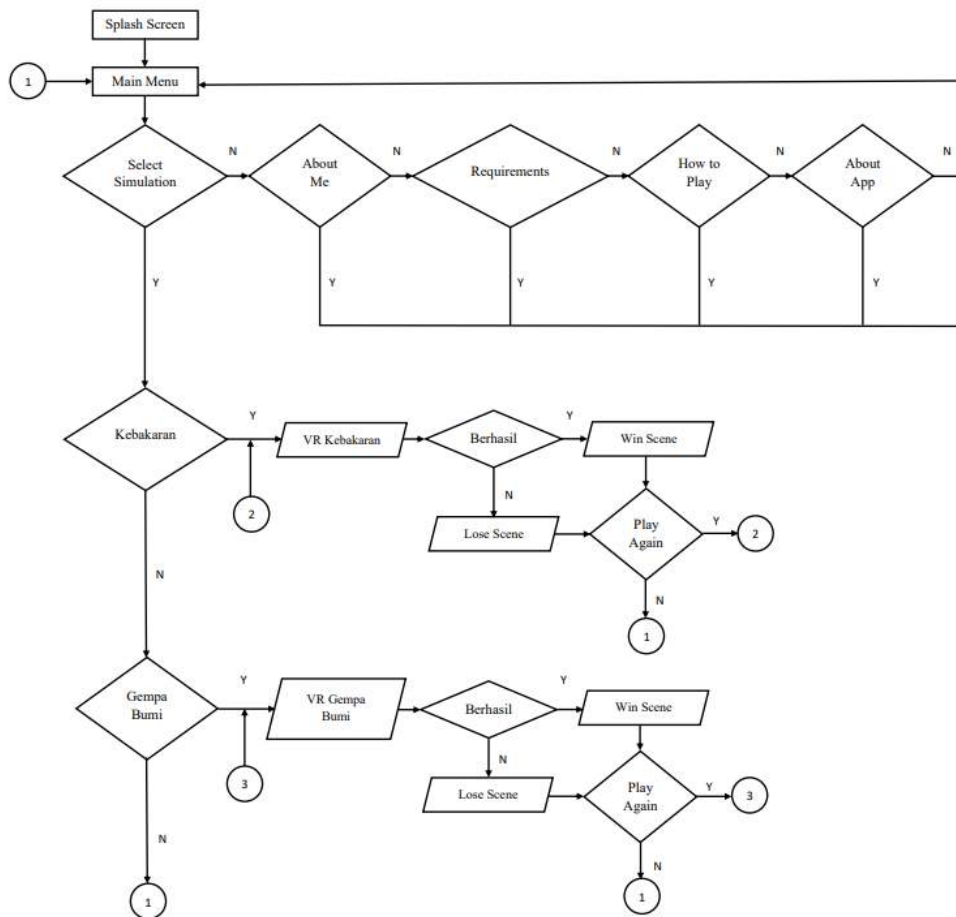 Splash Screen
1
Main Menu
Select
Simulation
N
About
Me
N
Requirements
N
How to
Play
N
About
App
N
Y
Y
Y
Y
Y
Kebakaran
Y
VR Kebakaran
Berhasil
Y
Win Scene
2
N
Lose Scene
Play
Again
Y
2
N
N
1
Gempa
Bumi
Y
VR Gempa
Bumi
Berhasil
Y
Win Scene
3
N
Lose Scene
Play
Again
Y
3
N
N
1
1